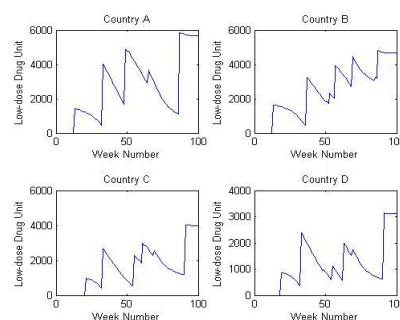 Country A
6000
4000
2000
0
Low-dose Drug Unit
0
50
100
Week Number
Country B
6000
4000
2000
0
Low-dose Drug Unit
0
50
100
Week Number
Country C
6000
4000
2000
0
Low-dose Drug Unit
0
50
100
Week Number
Country D
4000
3000
2000
1000
0
Low-dose Drug Unit
0
50
100
Week Number